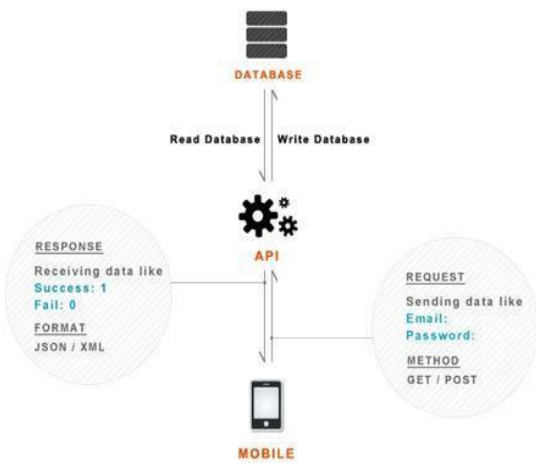 DATABASE
Read Database
Write Database
API
RESPONSE
Receiving data like
Success: 1
Fail: 0
FORMAT
JSON / XML
REQUEST
Sending data like
Email:
Password:
METHOD
GET / POST
MOBILE